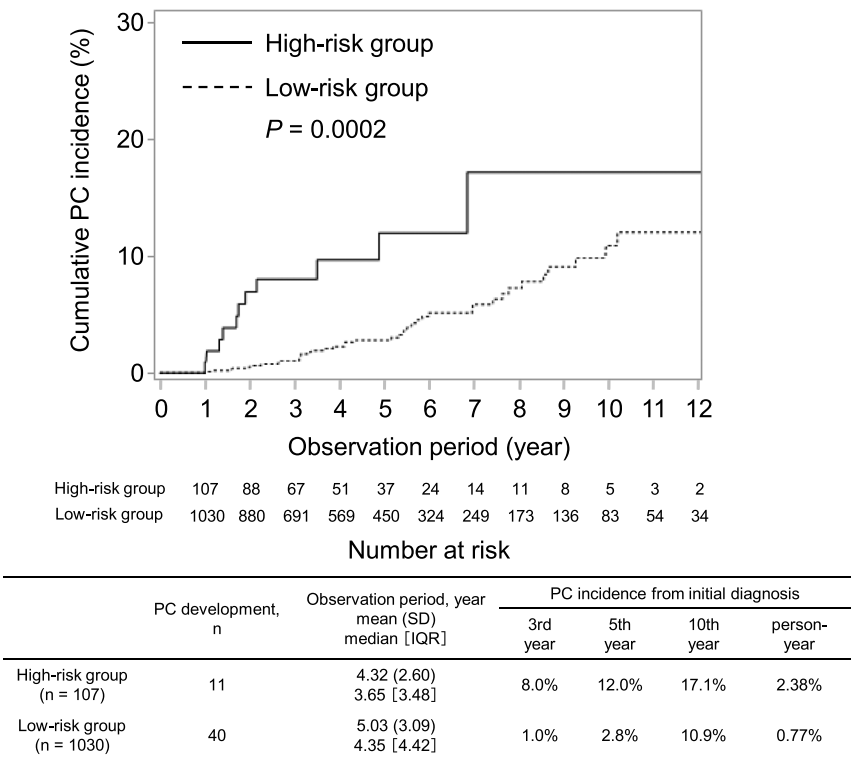 30
20
10
0
Cumulative PC incidence (%)
High-risk group
Low-risk group
P = 0.0002
0 1 2 3 4 5 6 7 8 9 10 11 12
Observation period (year)
High-risk group 107 88 67 51 37 24 14 11 8 5 3 2
Low-risk group 1030 880 691 569 450 324 249 173 136 83 54 34
Number at risk
PC development, n
Observation period, year
mean (SD)
median [IQR]
PC incidence from initial diagnosis
3rd year
5th year
10th year
person-year
High-risk group
(n = 107)
11
4.32 (2.60)
3.65 [3.48]
8.0% 12.0% 17.1% 2.38%
Low-risk group
(n = 1030)
40
5.03 (3.09)
4.35 [4.42]
1.0% 2.8% 10.9% 0.77%